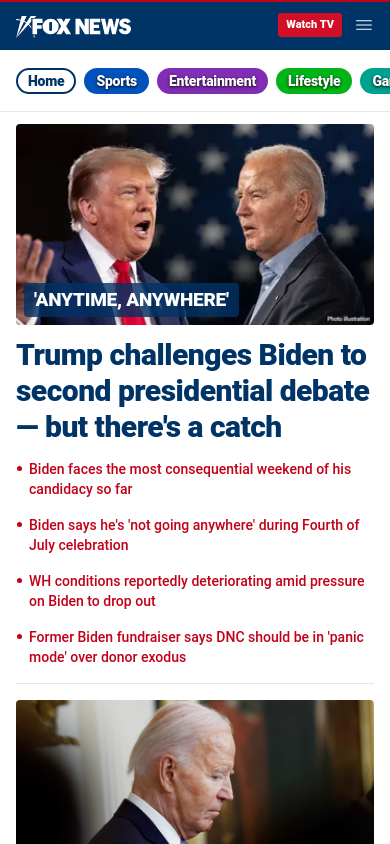 FOX NEWS
Watch TV
Home Sports Entertainment Lifestyle
'ANYTIME, ANYWHERE'
Photo illustration
Trump challenges Biden to
second presidential debate
— but there's a catch
• Biden faces the most consequential weekend of his
candidacy so far
• Biden says he's 'not going anywhere' during Fourth of
July celebration
• WH conditions reportedly deteriorating amid pressure
on Biden to drop out
• Former Biden fundraiser says DNC should be in 'panic
mode' over donor exodus